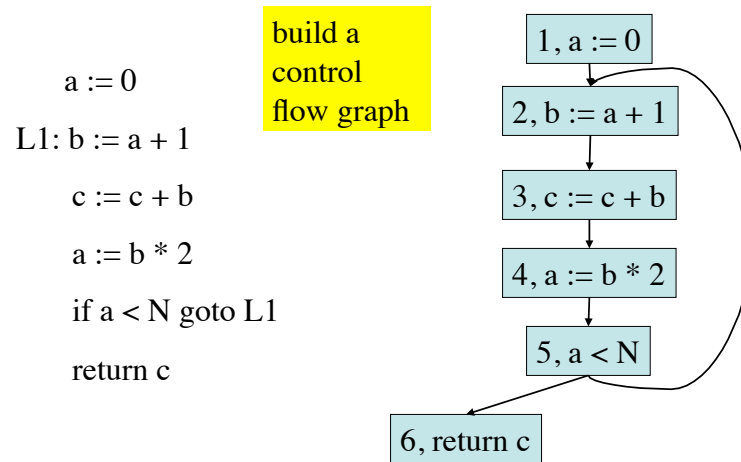 a := 0
L1: b := a + 1
c := c + b
a := b * 2
if a < N goto L1
return c
build a
control
flow graph
1, a := 0
2, b := a + 1
3, c := c + b
4, a := b * 2
5, a < N
6, return c